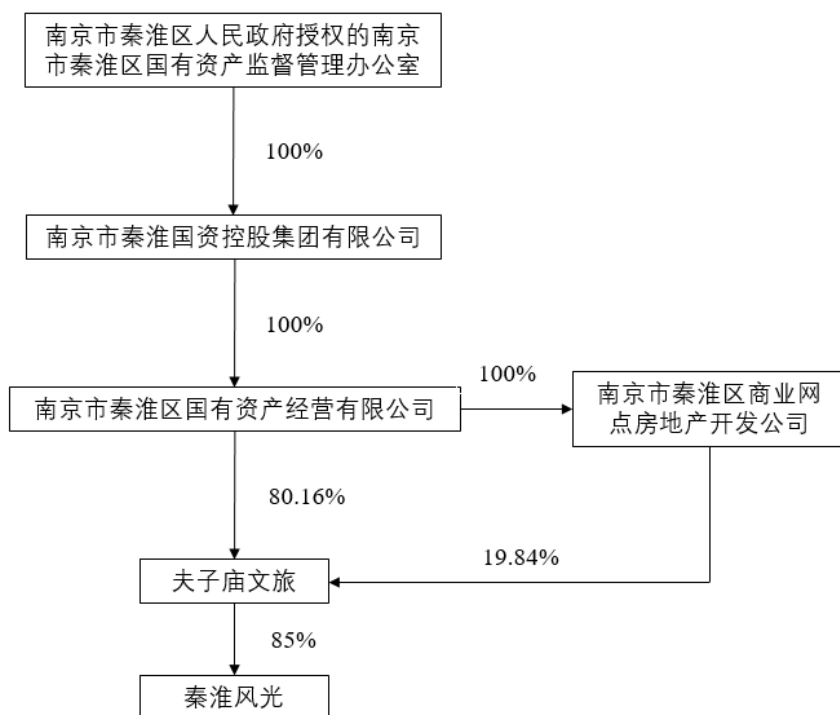 南京市秦淮区人民政府授权的南京
市秦淮区国有资产监督管理办公室
100%
南京市秦淮国资控股集团有限公司
100%
南京市秦淮区国有资产经营有限公司
100%
南京市秦淮区商业网
点房地产开发公司
80.16%
19.84%
夫子庙文旅
85%
秦淮风光